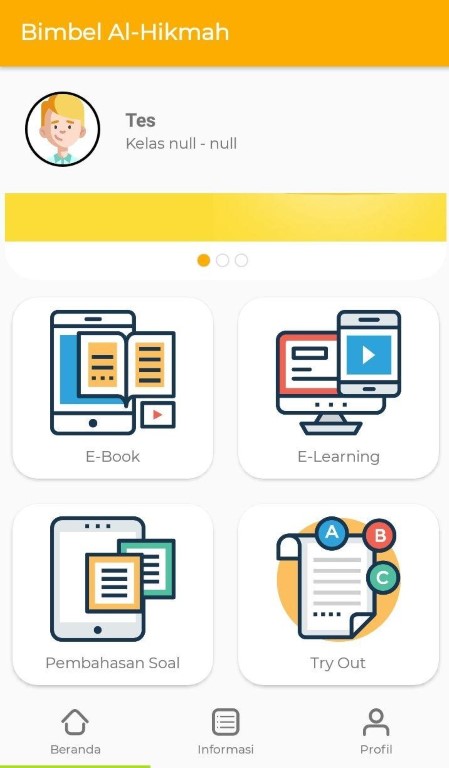 Bimbel Al-Hikmah
Tes
Kelas null - null
E-Book
E-Learning
A
B
C
Pembahasan Soal
Try Out
Beranda
Informasi
Profil